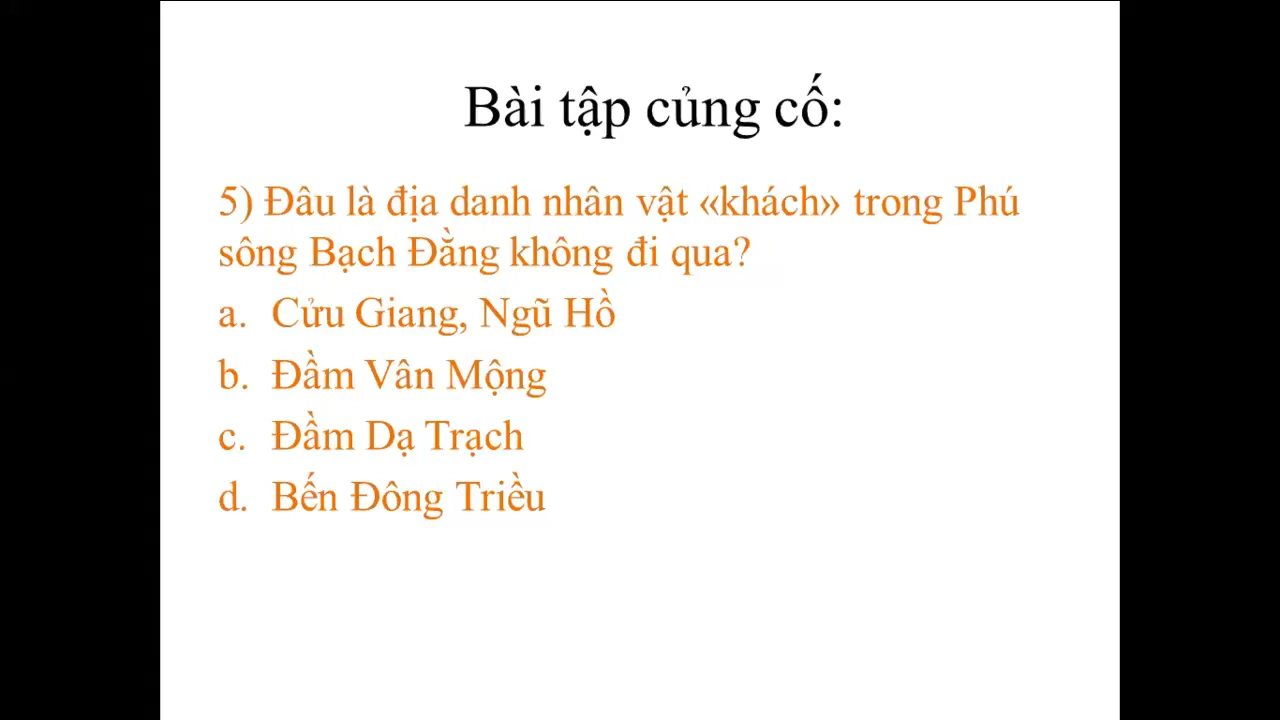 Bài tập củng cố:
5) Đâu là địa danh nhân vật «khách» trong Phú
sông Bạch Đằng không đi qua?
a. Cửu Giang, Ngũ Hồ
b. Đầm Vân Mộng
c. Đầm Dạ Trạch
d. Bến Đông Triều